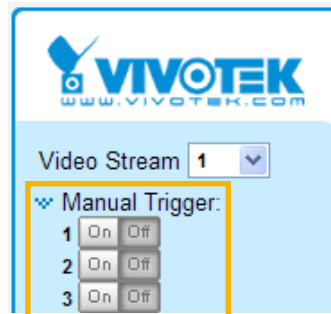 VIVOTEK
www.vivotek.com
Video Stream 1
Manual Trigger:
1 On Off
2 On Off
3 On Off